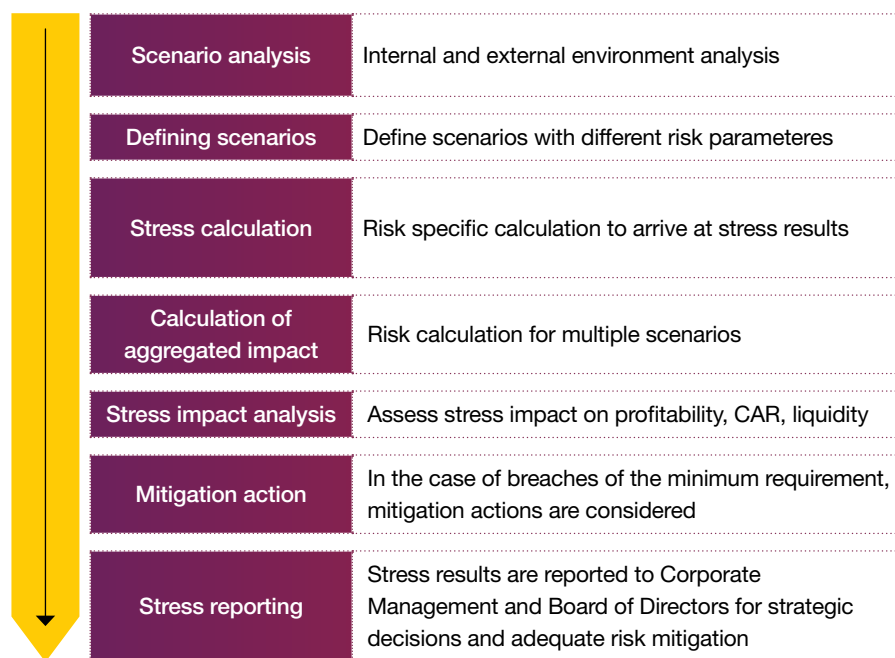 Scenario analysis
Internal and external environment analysis
Defining scenarios
Define scenarios with different risk parameteres
Stress calculation
Risk specific calculation to arrive at stress results
Calculation of
aggregated impact
Risk calculation for multiple scenarios
Stress impact analysis
Assess stress impact on profitability, CAR, liquidity
Mitigation action
In the case of breaches of the minimum requirement,
mitigation actions are considered
Stress reporting
Stress results are reported to Corporate
Management and Board of Directors for strategic
decisions and adequate risk mitigation